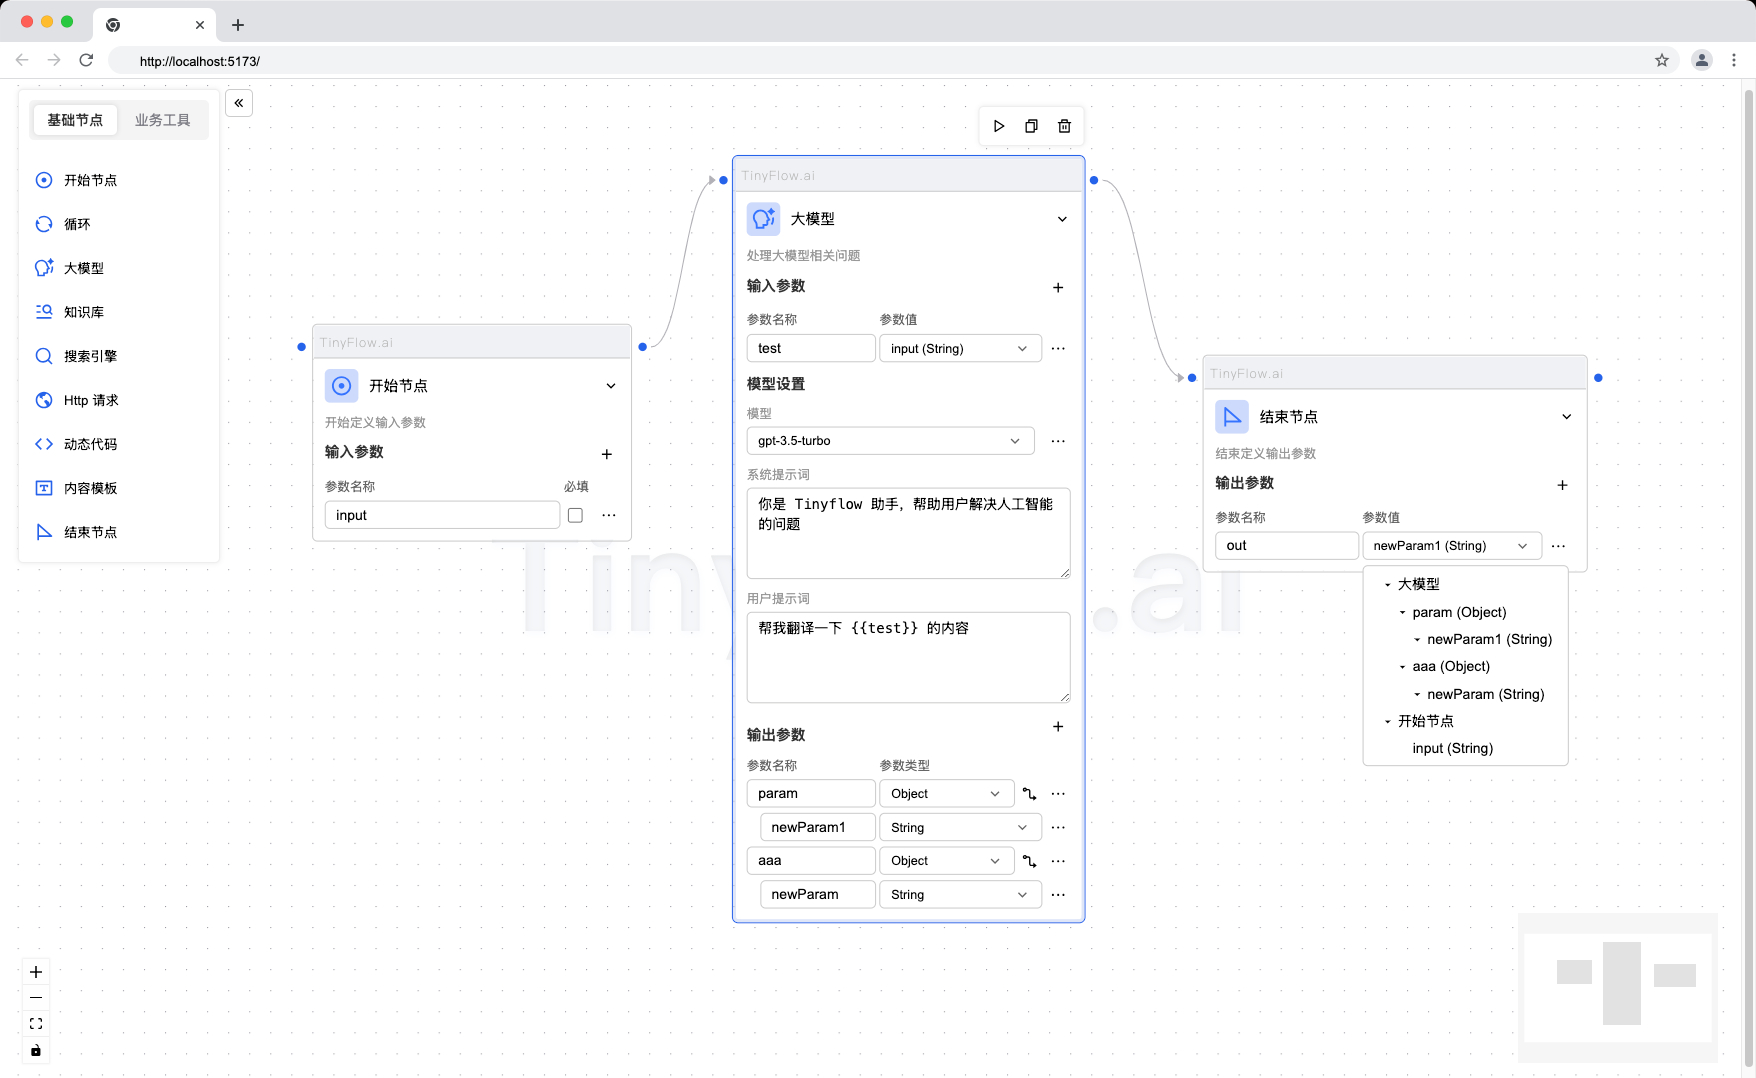 http://localhost:5173/
基础节点
业务工具
开始节点
循环
大模型
知识库
搜索引擎
Http 请求
动态代码
内容模板
结束节点
TinyFlow.ai
开始节点
开始定义输入参数
输入参数
参数名称
必填
input
TinyFlow.ai
大模型
处理大模型相关问题
输入参数
参数名称
参数值
test
input (String)
模型设置
模型
gpt-3.5-turbo
系统提示词
你是 Tinyflow 助手，帮助用户解决人工智能
的问题
用户提示词
帮我翻译一下 {{test}} 的内容
输出参数
参数名称
参数类型
param
Object
newParam1
String
aaa
Object
newParam
String
TinyFlow.ai
结束节点
结束定义输出参数
输出参数
参数名称
参数值
out
newParam1 (String)
大模型
param (Object)
newParam1 (String)
aaa (Object)
newParam (String)
开始节点
input (String)
Tiny
.ai